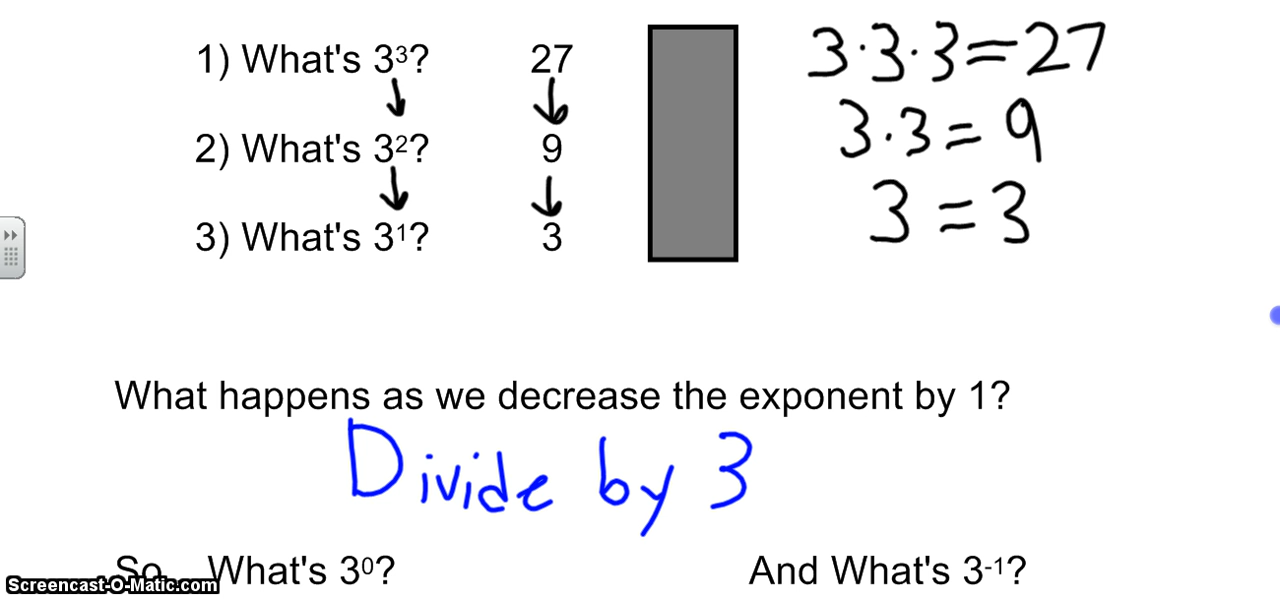 1) What's 3³? 27 3·3·3=27
2) What's 3²? 9 3·3=9
3) What's 3¹? 3 3=3
What happens as we decrease the exponent by 1?
Divide by 3
So What's 3⁰? And What's 3⁻¹?
Screencast-O-Matic.com